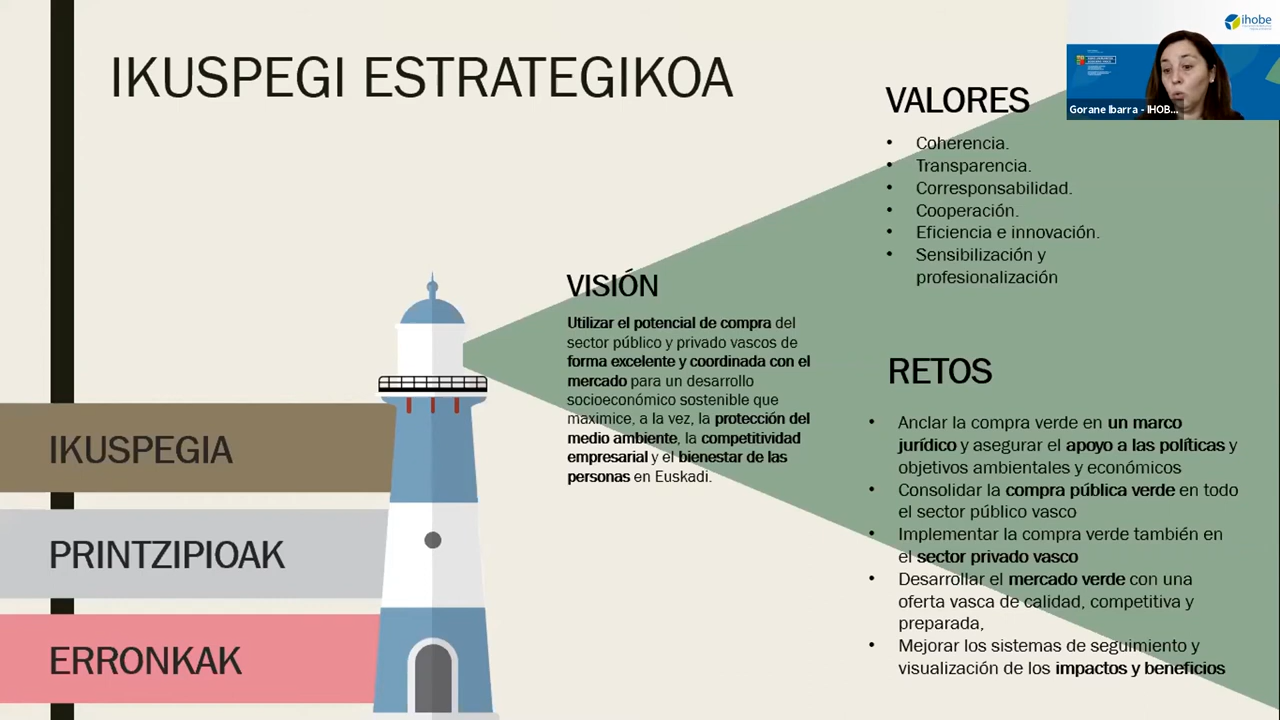 IKUSPEGI ESTRATEGIKOA
ihobe
Gorane Ibarra - IHOB...
VALORES
• Coherencia.
• Transparencia.
• Corresponsabilidad.
• Cooperación.
• Eficiencia e innovación.
• Sensibilización y
profesionalización
VISIÓN
Utilizar el potencial de compra del
sector público y privado vascos de
forma excelente y coordinada con el
mercado para un desarrollo
socioeconómico sostenible que
maximice, a la vez, la protección del
medio ambiente, la competitividad
empresarial y el bienestar de las
personas en Euskadi.
RETOS
• Anclar la compra verde en un marco
jurídico y asegurar el apoyo a las políticas y
objetivos ambientales y económicos
• Consolidar la compra pública verde en todo
el sector público vasco
• Implementar la compra verde también en
el sector privado vasco
• Desarrollar el mercado verde con una
oferta vasca de calidad, competitiva y
preparada,
• Mejorar los sistemas de seguimiento y
visualización de los impactos y beneficios
IKUSPEGIA
PRINTZIPIOAK
ERRONKAK